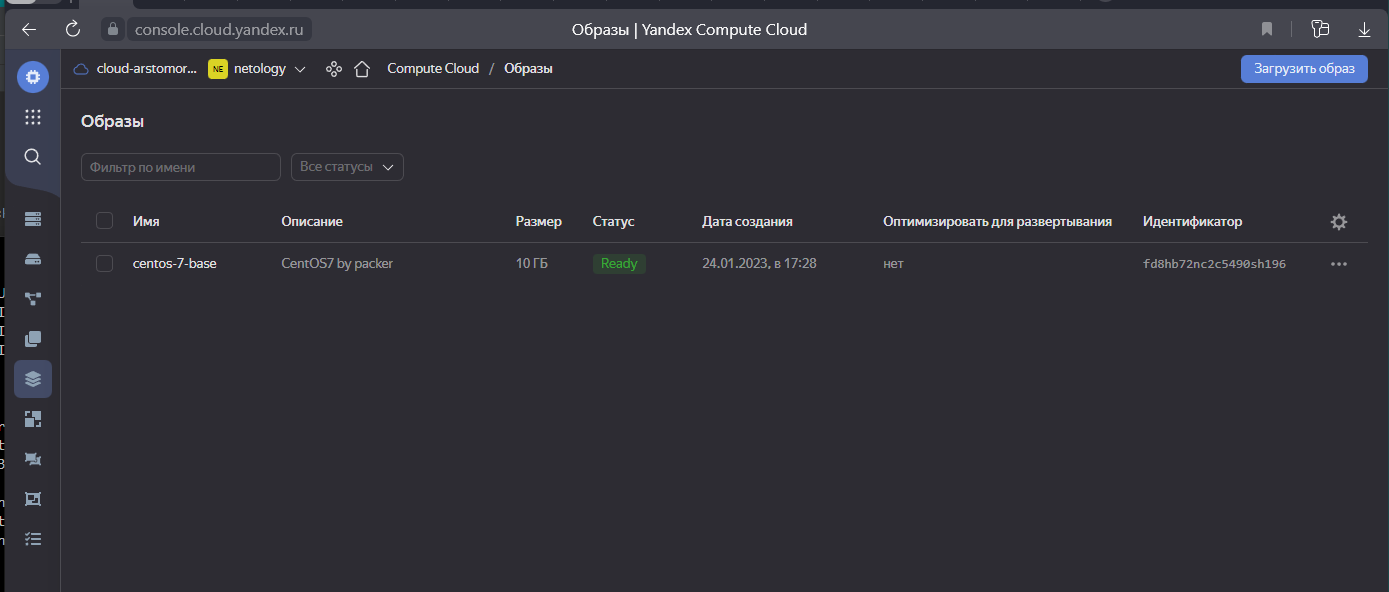 console.cloud.yandex.ru
Образы | Yandex Compute Cloud
cloud-arstomor... NE netology Compute Cloud / Образы Загрузить образ
Образы
Фильтр по имени Все статусы
Имя Описание Размер Статус Дата создания Оптимизировать для развертывания Идентификатор
centos-7-base CentOS7 by packer 10 ГБ Ready 24.01.2023, в 17:28 нет fd8hb72nc2c5490sh196